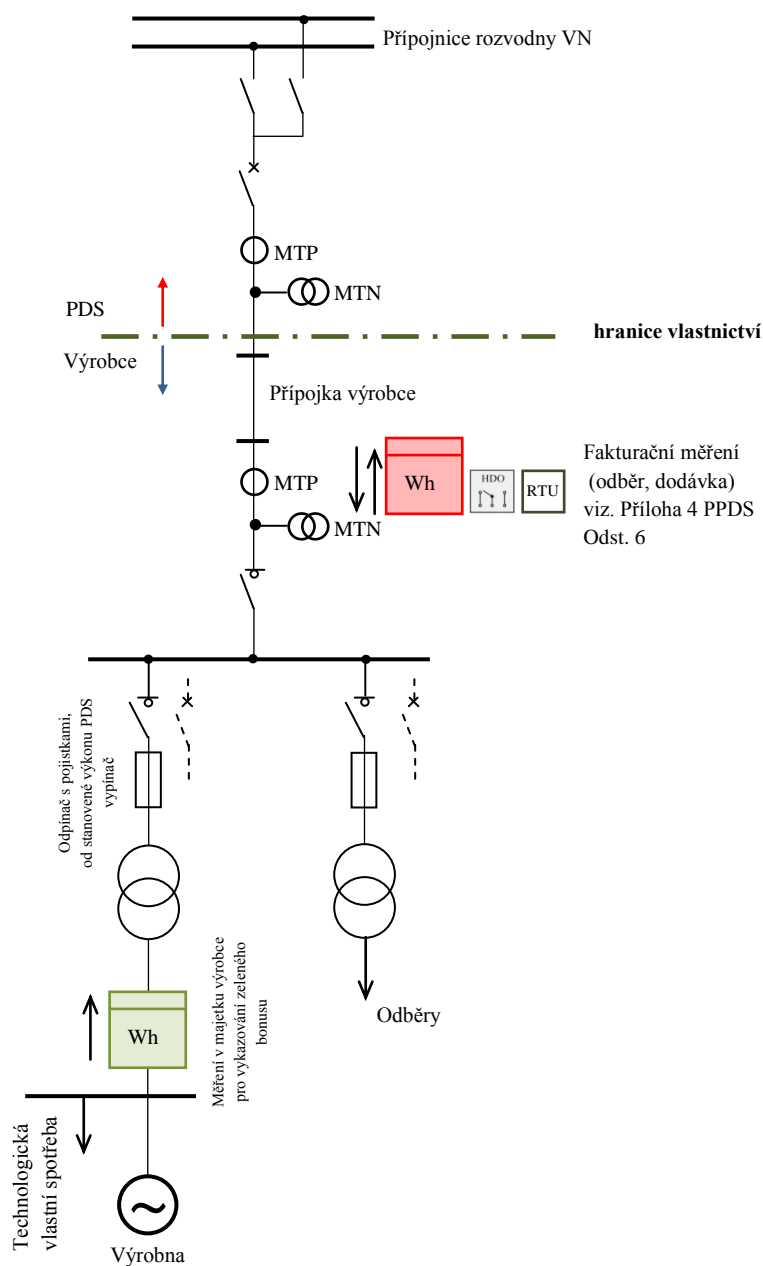 Přípojnice rozvodny VN
MTP
MTN
PDS
hranice vlastnictví
Výrobce
Přípojka výrobce
MTP
Wh
HDO
RTU
Fakturační měření
(odběr, dodávka)
viz. Příloha 4 PPDS
Odst. 6
MTN
Odpínač s pojistkami,
od stanovené výkonu PDS
vypínač
Měření v majetku výrobce
pro vykazování zeleného
bonusu
Odběry
Wh
Technologická
vlastní spotřeba
~
Výrobna